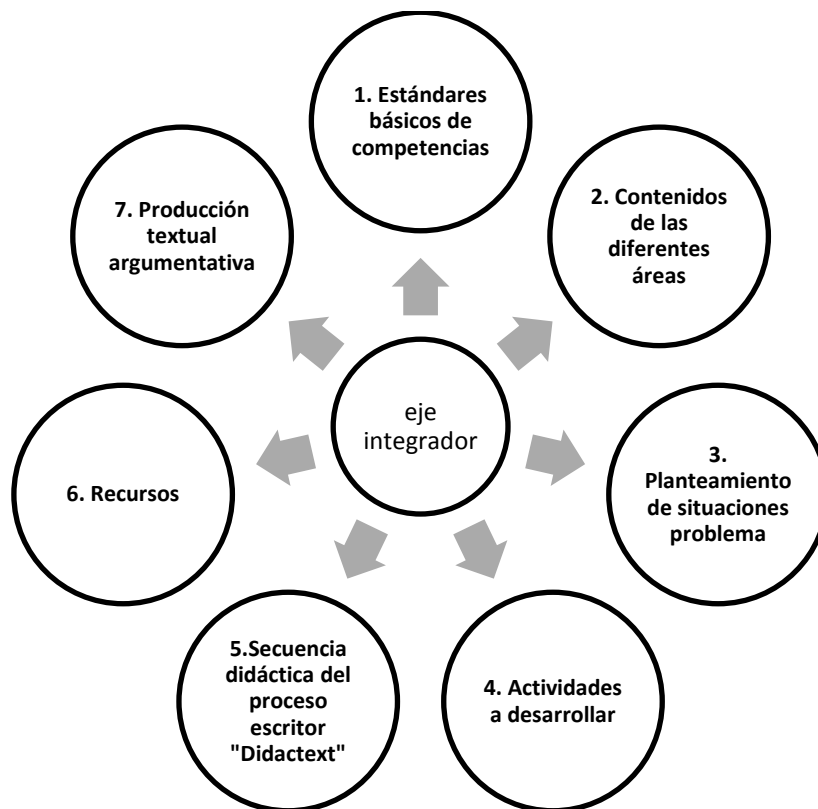 1. Estándares
básicos de
competencias
2. Contenidos
de las
diferentes
áreas
3.
Planteamiento
de situaciones
problema
4. Actividades
a desarrollar
5.Secuencia
didáctica del
proceso
escritor
"Didactext"
6. Recursos
7. Producción
textual
argumentativa
eje
integrador